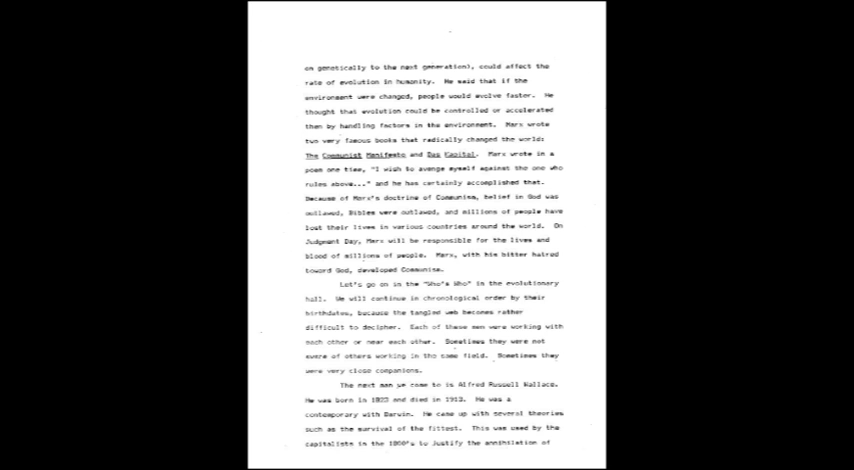 on genetically to the next generation), could affect the
rate of evolution in humanity. He said that if the
environment were changed, people would evolve faster. He
thought that evolution could be controlled or accelerated
then by handling factors in the environment. Marx wrote
two very famous books that radically changed the world:
The Communist Manifesto and Das Kapital. Marx wrote in a
poem one time, "I wish to avenge myself against the one who
rules above..." and he has certainly accomplished that.
Because of Marx's doctrine of Communism, belief in God was
outlawed, Bibles were outlawed, and millions of people have
lost their lives in various countries around the world. On
Judgment Day, Marx will be responsible for the lives and
blood of millions of people. Marx, with his bitter hatred
toward God, developed Communism.
Let's go on in the "Who's Who" in the evolutionary
hall. We will continue in chronological order by their
birthdates, because the tangled web becomes rather
difficult to decipher. Each of these men were working with
each other or near each other. Sometimes they were not
aware of others working in the same field. Sometimes they
were very close companions.
The next man we come to is Alfred Russell Wallace.
He was born in 1823 and died in 1913. He was a
contemporary with Darwin. He came up with several theories
such as the survival of the fittest. This was used by the
capitalists in the 1800's to justify the annihilation of